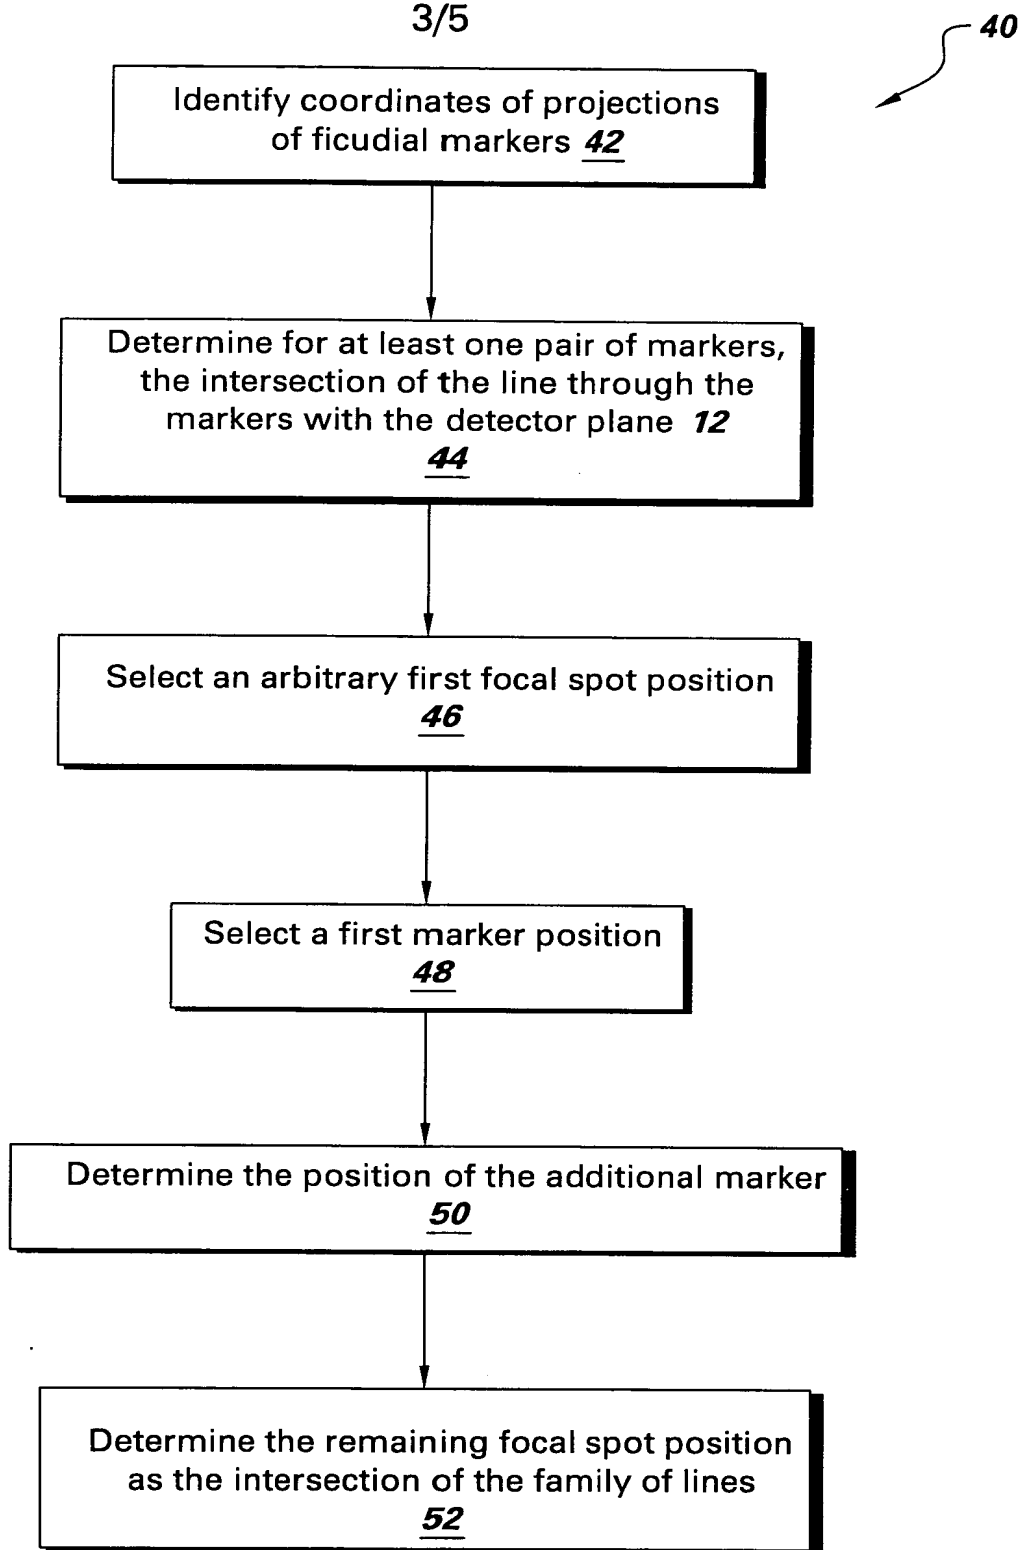 3/5
40
Identify coordinates of projections
of ficudial markers 42
Determine for at least one pair of markers,
the intersection of the line through the
markers with the detector plane 12
44
Select an arbitrary first focal spot position
46
Select a first marker position
48
Determine the position of the additional marker
50
Determine the remaining focal spot position
as the intersection of the family of lines
52